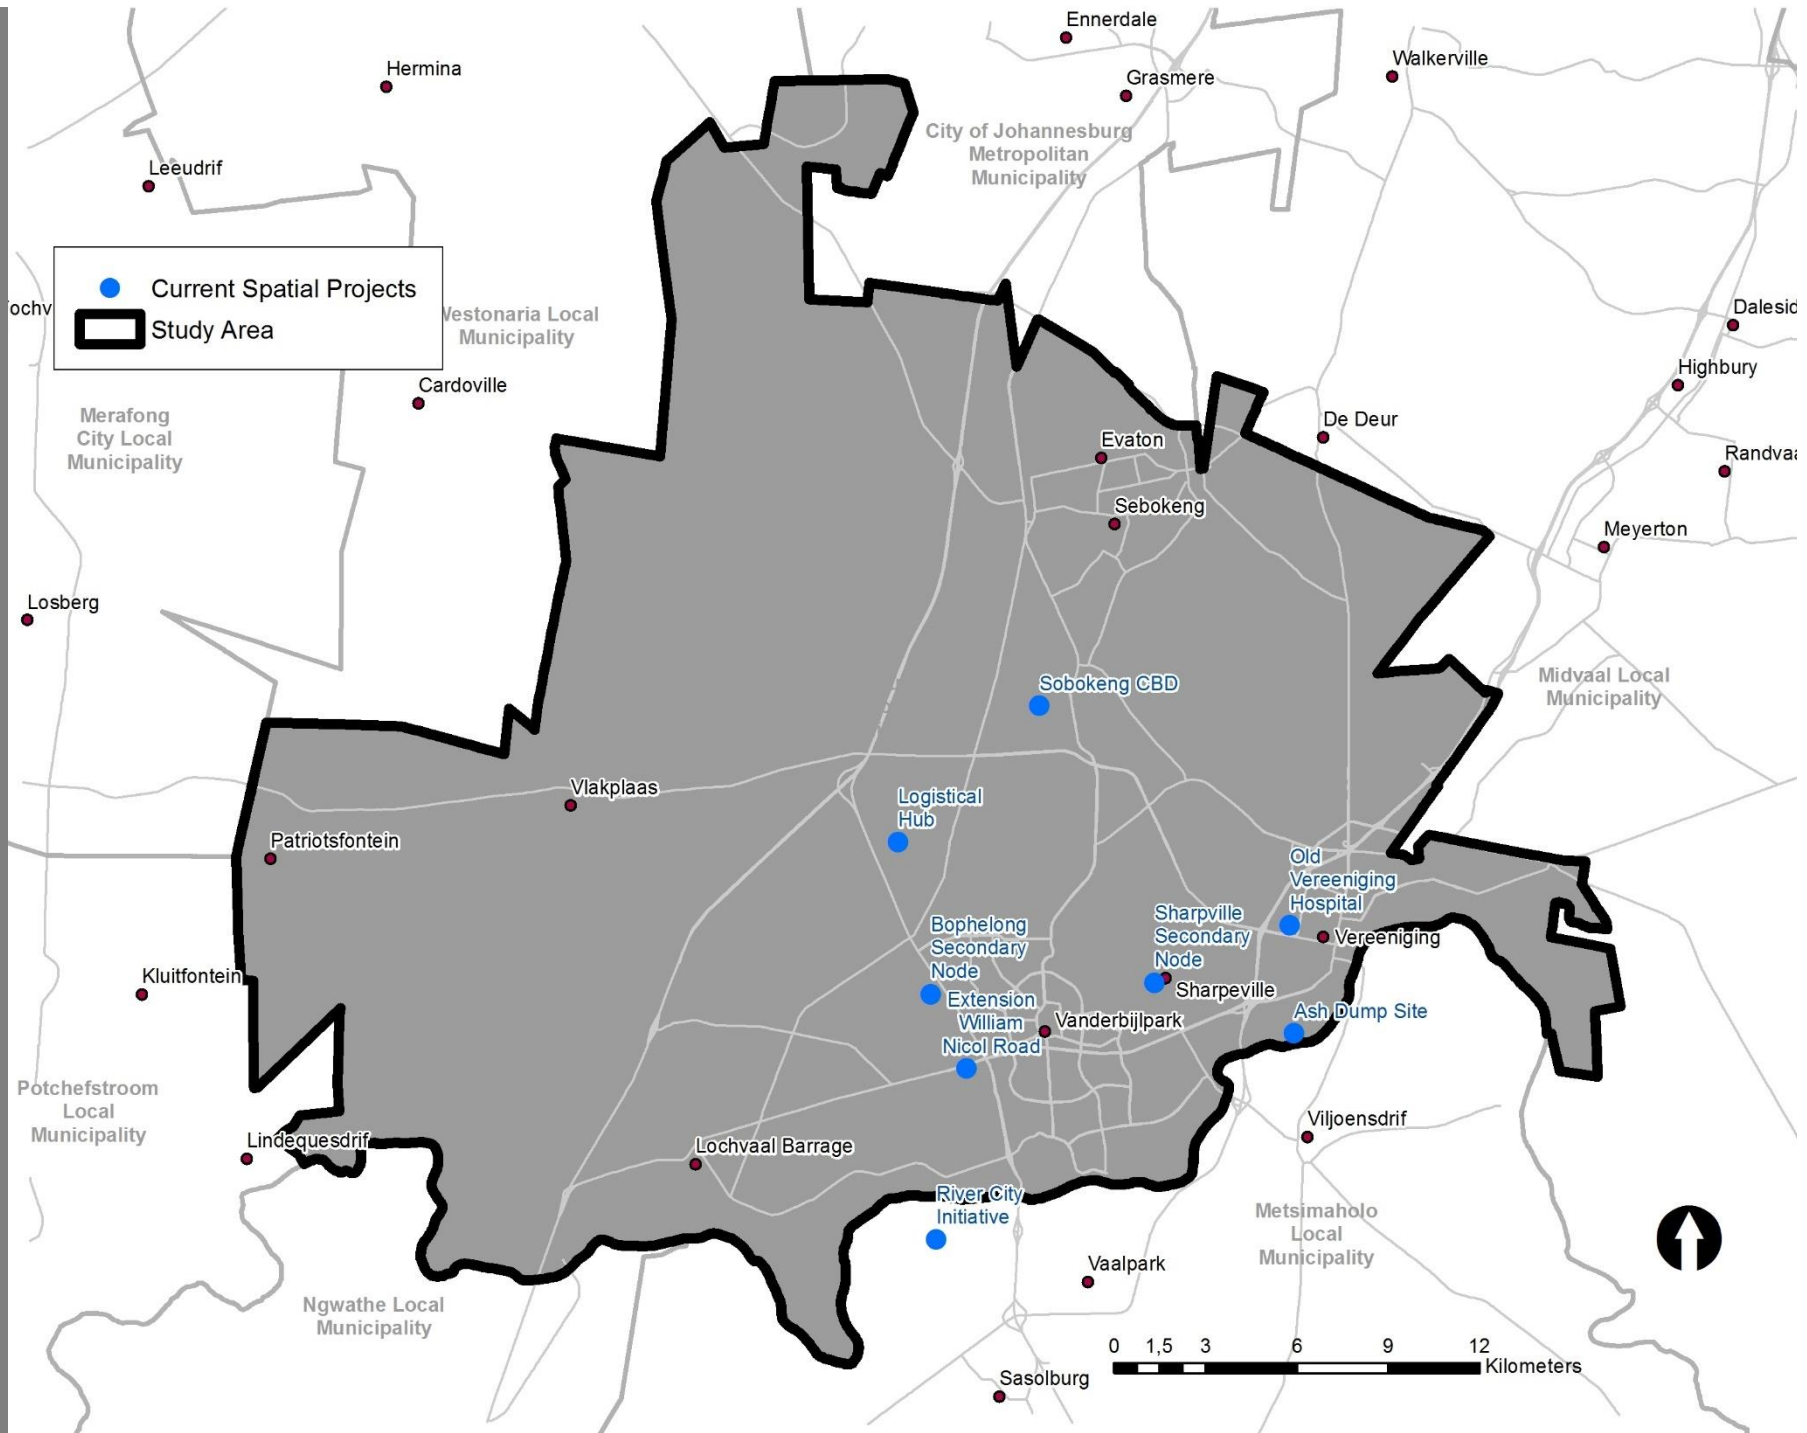 Ennerdale
Hermina
Walkerville
Grasmere
City of Johannesburg
Metropolitan
Municipality
Leeudrif
Current Spatial Projects
Study Area
ochv
Westonaria Local
Municipality
Dalesid
Highbury
Cardoville
Merafong
City Local
Municipality
De Deur
Evaton
Randvaa
Sebokeng
Meyerton
Losberg
Sobokeng CBD
Midvaal Local
Municipality
Vlakplaas
Logistical
Hub
Patriotsfontein
Old
Vereeniging
Hospital
Sharpville
Secondary
Node
Bophelong
Secondary
Node
Vereeniging
Kluitfontein
Sharpeville
Extension
William
Nicol Road
Vanderbijlpark
Ash Dump Site
Potchefstroom
Local
Municipality
Viljoensdrif
Lindequesdrif
Lochvaal Barrage
River City
Initiative
Metsimaholo
Local
Municipality
Vaalpark
Ngwathe Local
Municipality
0 1,5 3 6 9 12
Kilometers
Sasolburg